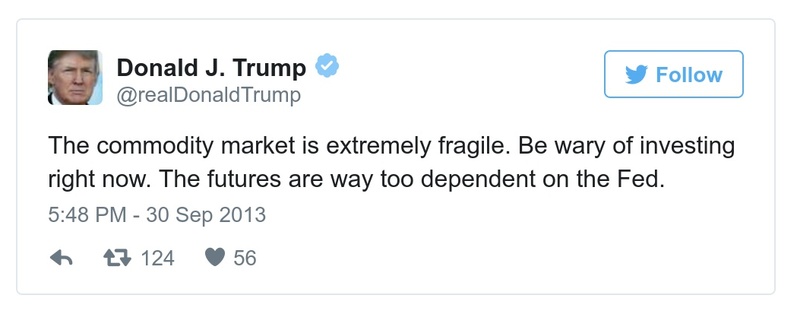 Donald J. Trump
@realDonaldTrump
Follow
The commodity market is extremely fragile. Be wary of investing
right now. The futures are way too dependent on the Fed.
5:48 PM - 30 Sep 2013
124 56